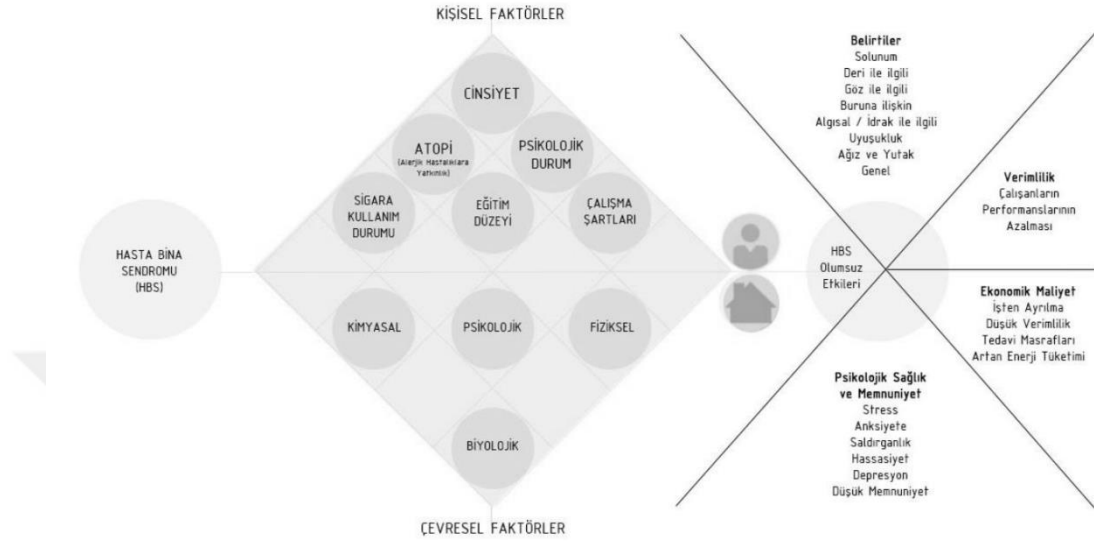 KİŞİSEL FAKTÖRLER
CİNSİYET
ATOPİ
(Alerjik Hastalıklara
Yatkınlık)
PSİKOLOJİK
DURUM
SİGARA
KULLANIM
DURUMU
EĞİTİM
DÜZEYİ
ÇALIŞMA
ŞARTLARI
HASTA BİNA
SENDROMU
(HBS)
KİMYASAL
PSİKOLOJİK
FİZİKSEL
BİYOLOJİK
ÇEVRESEL FAKTÖRLER
HBS
Olumsuz
Etkileri
Belirtiler
Solunum
Deri ile ilgili
Göz ile ilgili
Buruna ilişkin
Algısal / İdrak ile ilgili
Uyuşukluk
Ağız ve Yutak
Genel
Verimlilik
Çalışanların
Performanslarının
Azalması
Ekonomik Maliyet
İşten Ayrılma
Düşük Verimlilik
Tedavi Masrafları
Artan Enerji Tüketimi
Psikolojik Sağlık
ve Memnuniyet
Stress
Anksiyete
Saldırganlık
Hassasiyet
Depresyon
Düşük Memnuniyet